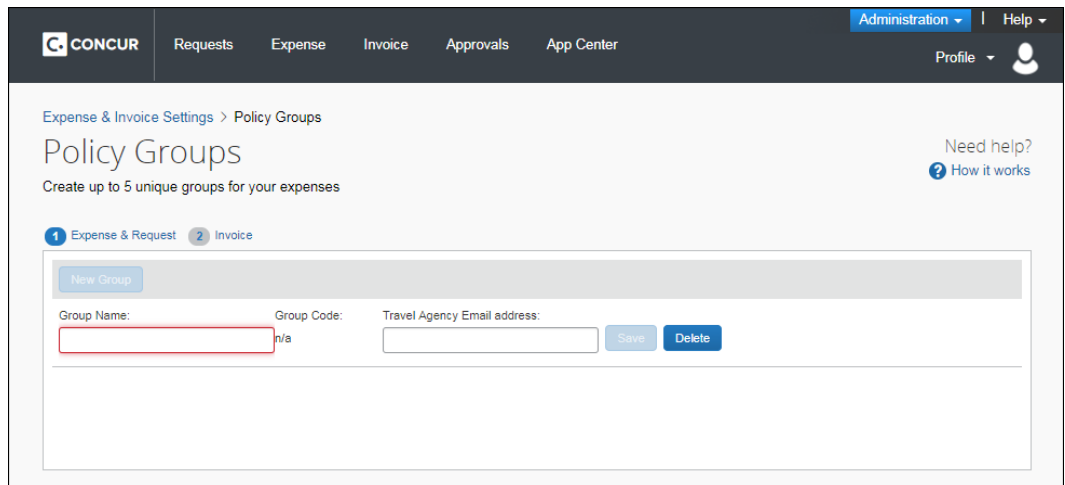 Administration | Help
C. CONCUR Requests Expense Invoice Approvals App Center
Profile
Expense & Invoice Settings > Policy Groups
Policy Groups
Need help?
? How it works
Create up to 5 unique groups for your expenses
1 Expense & Request 2 Invoice
New Group
Group Name: Group Code: Travel Agency Email address:
n/a Save Delete